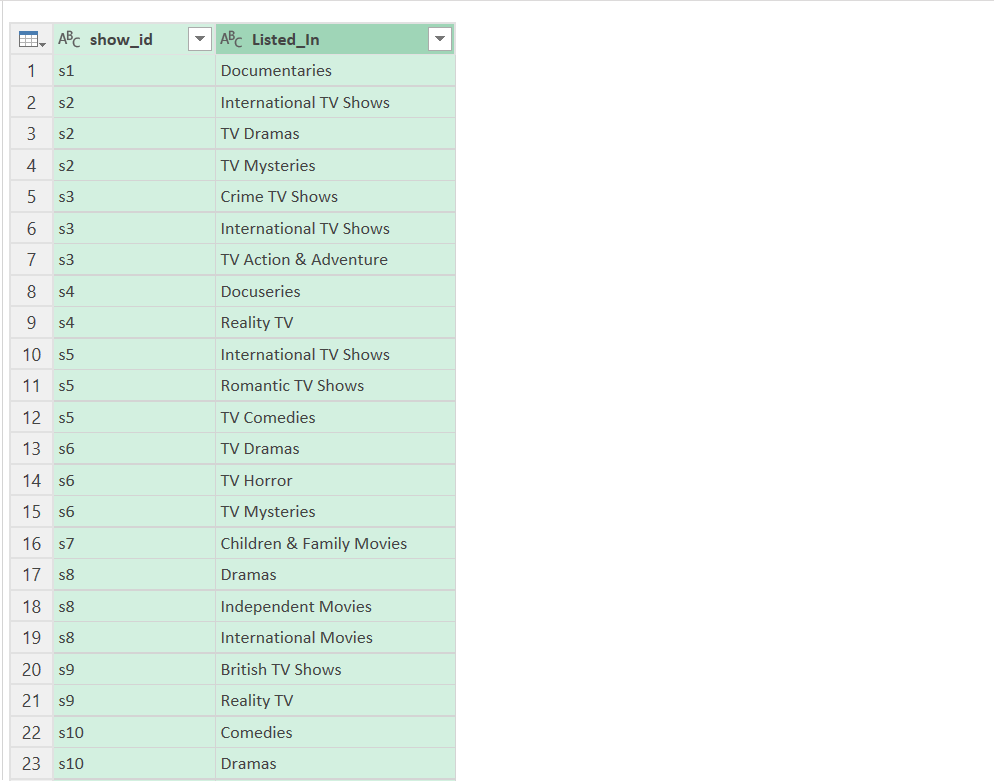 ABC show_id ABC Listed_In
1 s1 Documentaries
2 s2 International TV Shows
3 s2 TV Dramas
4 s2 TV Mysteries
5 s3 Crime TV Shows
6 s3 International TV Shows
7 s3 TV Action & Adventure
8 s4 Docuseries
9 s4 Reality TV
10 s5 International TV Shows
11 s5 Romantic TV Shows
12 s5 TV Comedies
13 s6 TV Dramas
14 s6 TV Horror
15 s6 TV Mysteries
16 s7 Children & Family Movies
17 s8 Dramas
18 s8 Independent Movies
19 s8 International Movies
20 s9 British TV Shows
21 s9 Reality TV
22 s10 Comedies
23 s10 Dramas